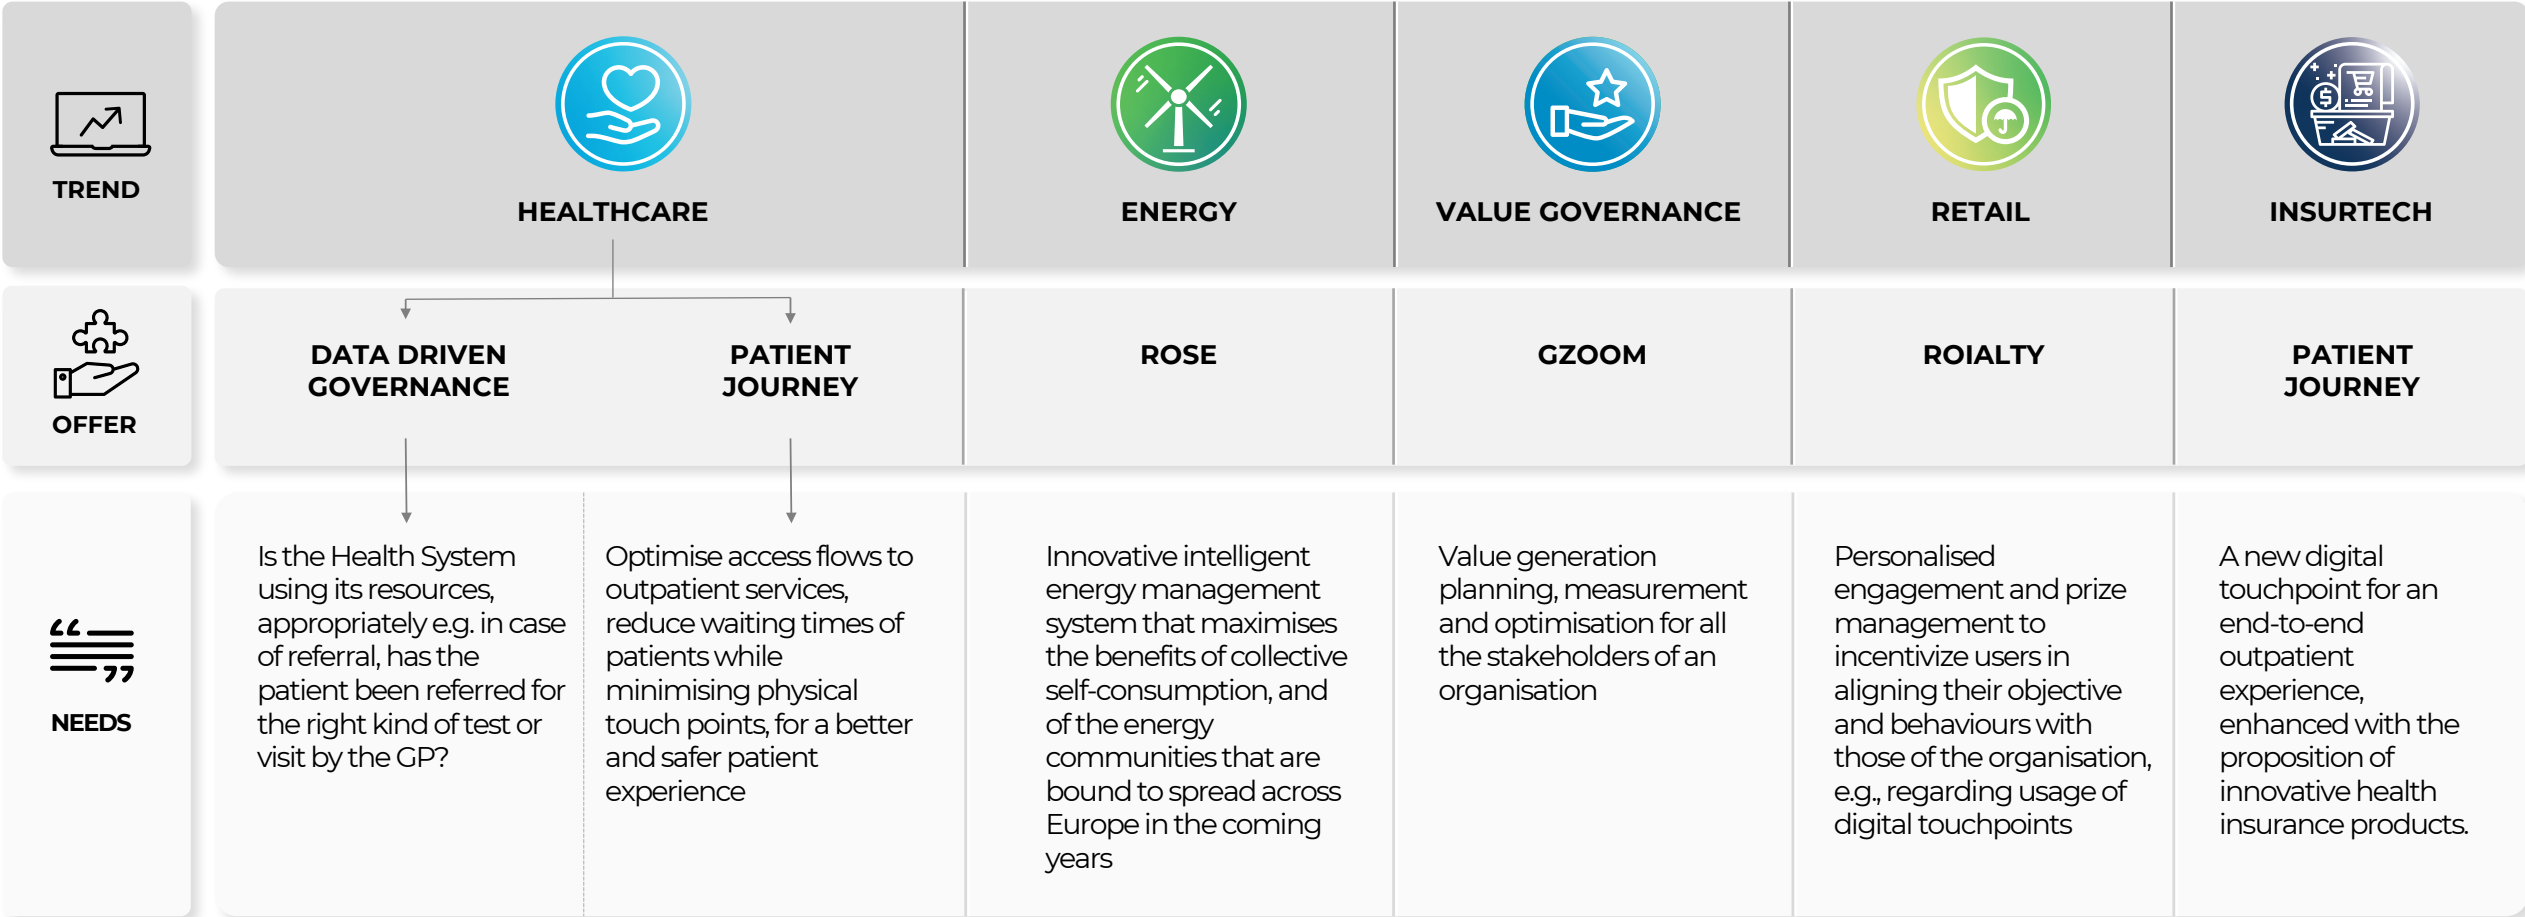 TREND
HEALTHCARE
ENERGY
VALUE GOVERNANCE
RETAIL
INSURTECH
OFFER
DATA DRIVEN
GOVERNANCE
PATIENT
JOURNEY
ROSE
GZOOM
ROIALTY
PATIENT
JOURNEY
NEEDS
Is the Health System
using its resources,
appropriately e.g. in case
of referral, has the
patient been referred for
the right kind of test or
visit by the GP?
Optimise access flows to
outpatient services,
reduce waiting times of
patients while
minimising physical
touch points, for a better
and safer patient
experience
Innovative intelligent
energy management
system that maximises
the benefits of collective
self-consumption, and
of the energy
communities that are
bound to spread across
Europe in the coming
years
Value generation
planning, measurement
and optimisation for all
the stakeholders of an
organisation
Personalised
engagement and prize
management to
incentivize users in
aligning their objective
and behaviours with
those of the organisation,
e.g., regarding usage of
digital touchpoints
A new digital
touchpoint for an
end-to-end
outpatient
experience,
enhanced with the
proposition of
innovative health
insurance products.